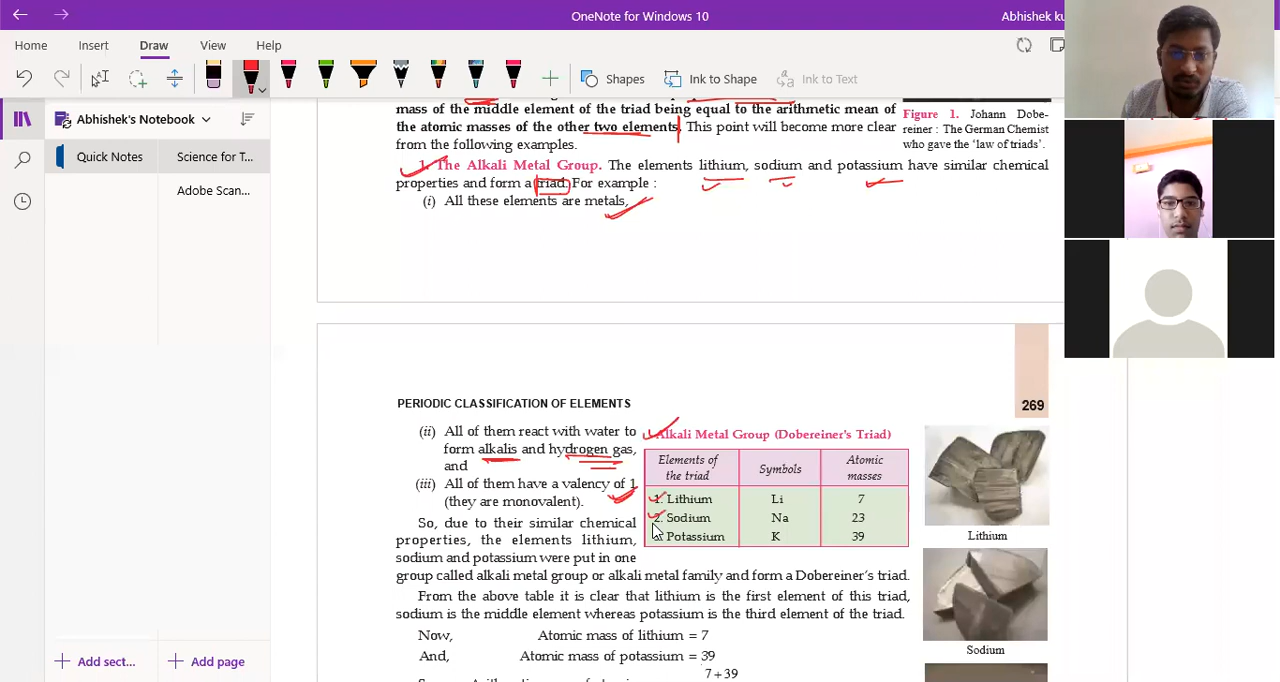 OneNote for Windows 10
Abhishek ku
Home Insert Draw View Help
Shapes Ink to Shape Ink to Text
Abhishek's Notebook
Quick Notes
Science for T...
Adobe Scan...
mass of the middle element of the triad being equal to the arithmetic mean of
the atomic masses of the other two elements. This point will become more clear
from the following examples.
1. The Alkali Metal Group. The elements lithium, sodium and potassium have similar chemical
properties and form a triad. For example :
(i) All these elements are metals,
Figure 1. Johann Dobe-
reiner : The German Chemist
who gave the 'law of triads'.
PERIODIC CLASSIFICATION OF ELEMENTS
269
(ii) All of them react with water to
form alkalis and hydrogen gas,
and
(iii) All of them have a valency of 1
(they are monovalent).
So, due to their similar chemical
properties, the elements lithium,
sodium and potassium were put in one
group called alkali metal group or alkali metal family and form a Dobereiner's triad.
Alkali Metal Group (Dobereiner's Triad)
Elements of the triad Symbols Atomic masses
1. Lithium Li 7
2. Sodium Na 23
Potassium K 39
Lithium
Sodium
From the above table it is clear that lithium is the first element of this triad,
sodium is the middle element whereas potassium is the third element of the triad.
Now, Atomic mass of lithium = 7
And, Atomic mass of potassium = 39
7 + 39
Add sect...
Add page